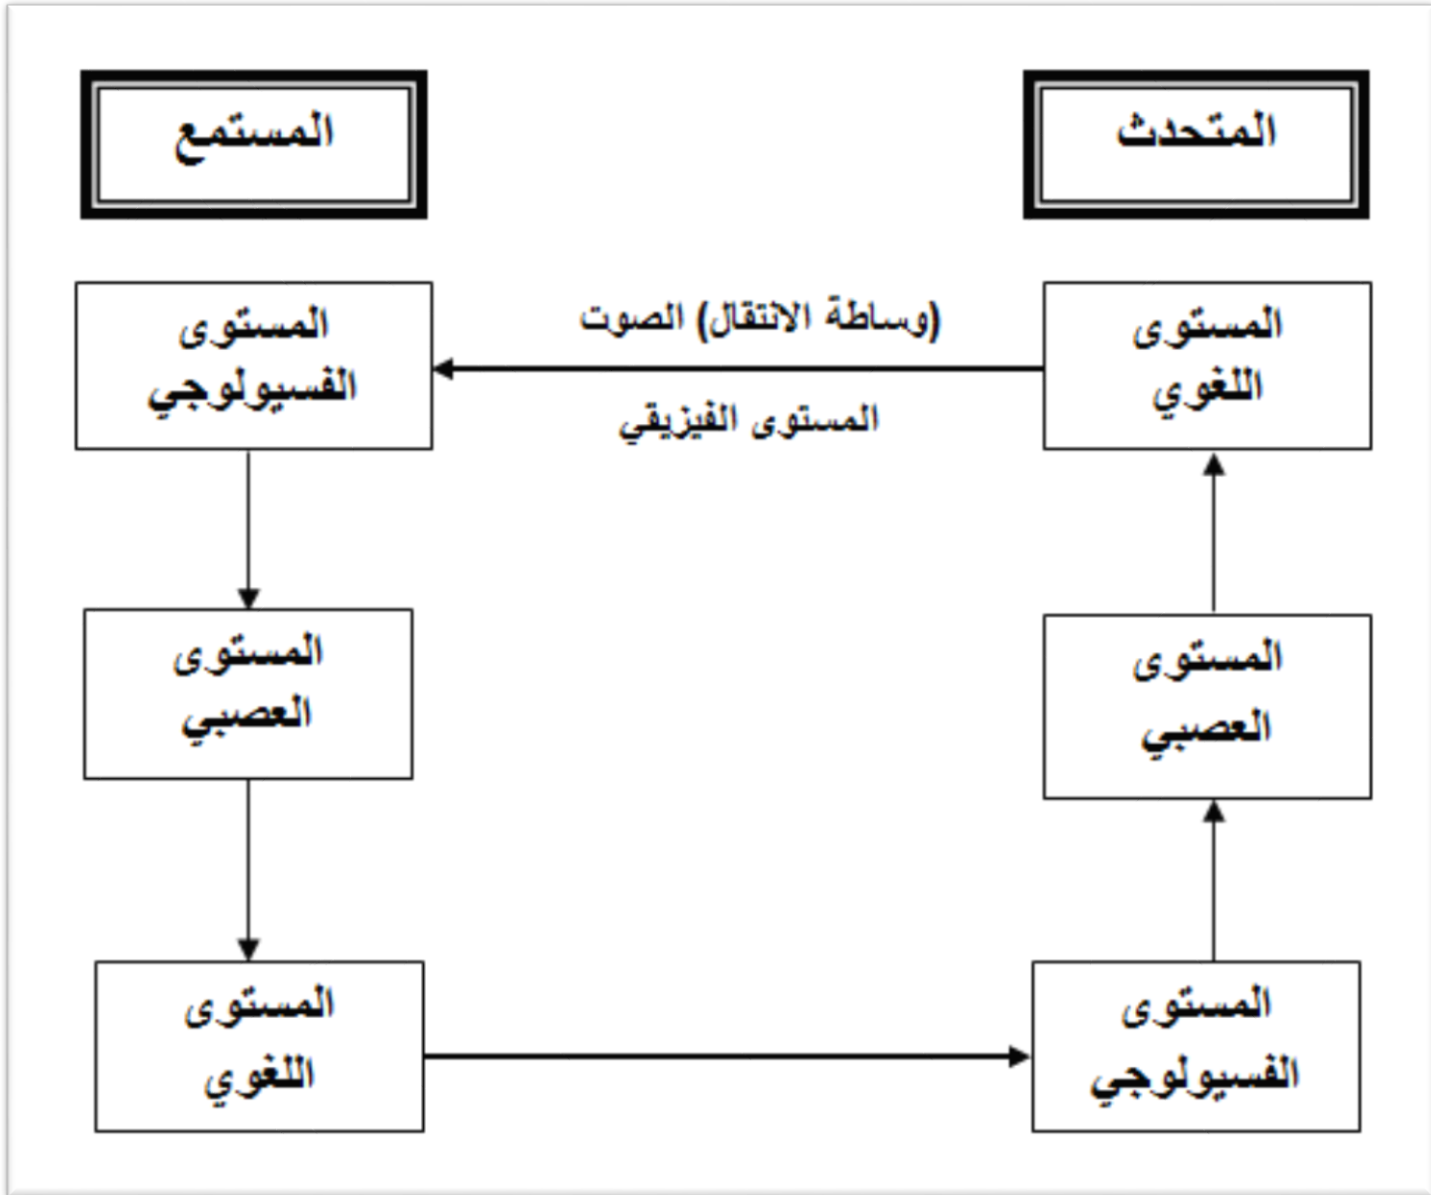 المتحدث
المستمع
المستوى
اللغوي
(وساطة الانتقال) الصوت
المستوى الفيزيقي
المستوى
الفسيولوجي
المستوى
العصبي
المستوى
العصبي
المستوى
الفسيولوجي
المستوى
اللغوي